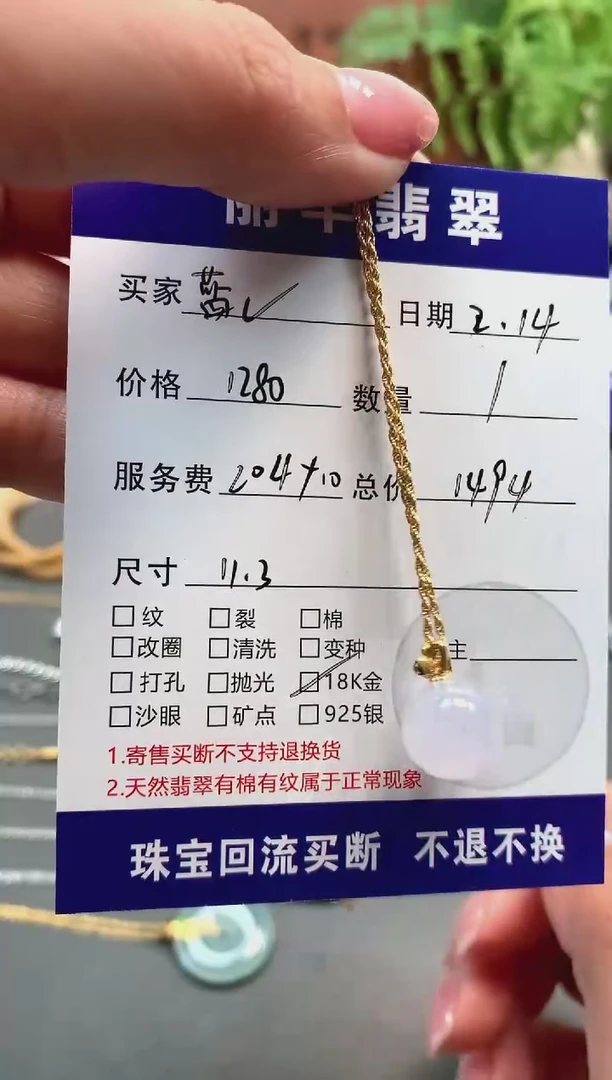 翡翠
买家 蓝 日期 2.14
价格 1280 数量 1
服务费 204+10 总价 1494
尺寸 11.3
□纹 □裂 □棉
□改圈 □清洗 □变种 主
□打孔 □抛光 □18K金
□沙眼 □矿点 □925银
1.寄售买断不支持退换货
2.天然翡翠有棉有纹属于正常现象
珠宝回流买断 不退不换